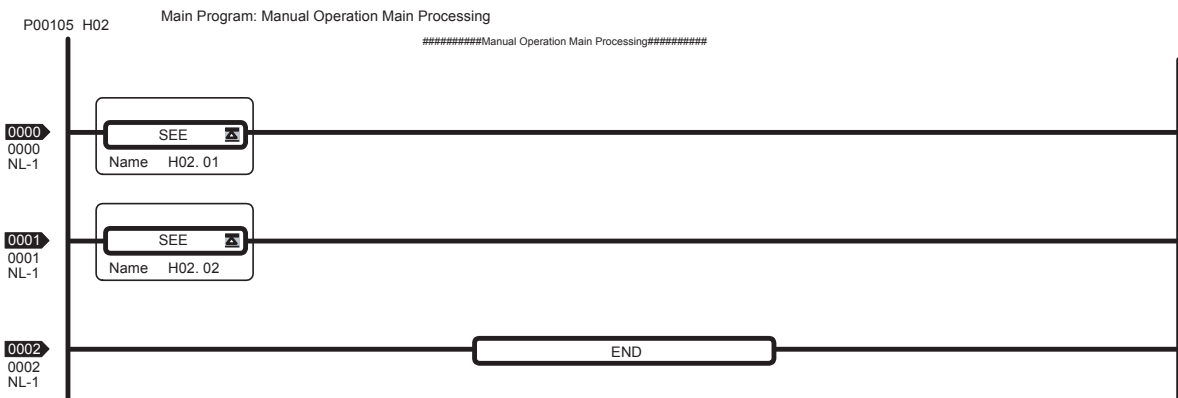 P00105 H02 Main Program: Manual Operation Main Processing
##########Manual Operation Main Processing##########
0000
0000
NL-1
SEE
Name H02. 01
0001
0001
NL-1
SEE
Name H02. 02
0002
0002
NL-1
END